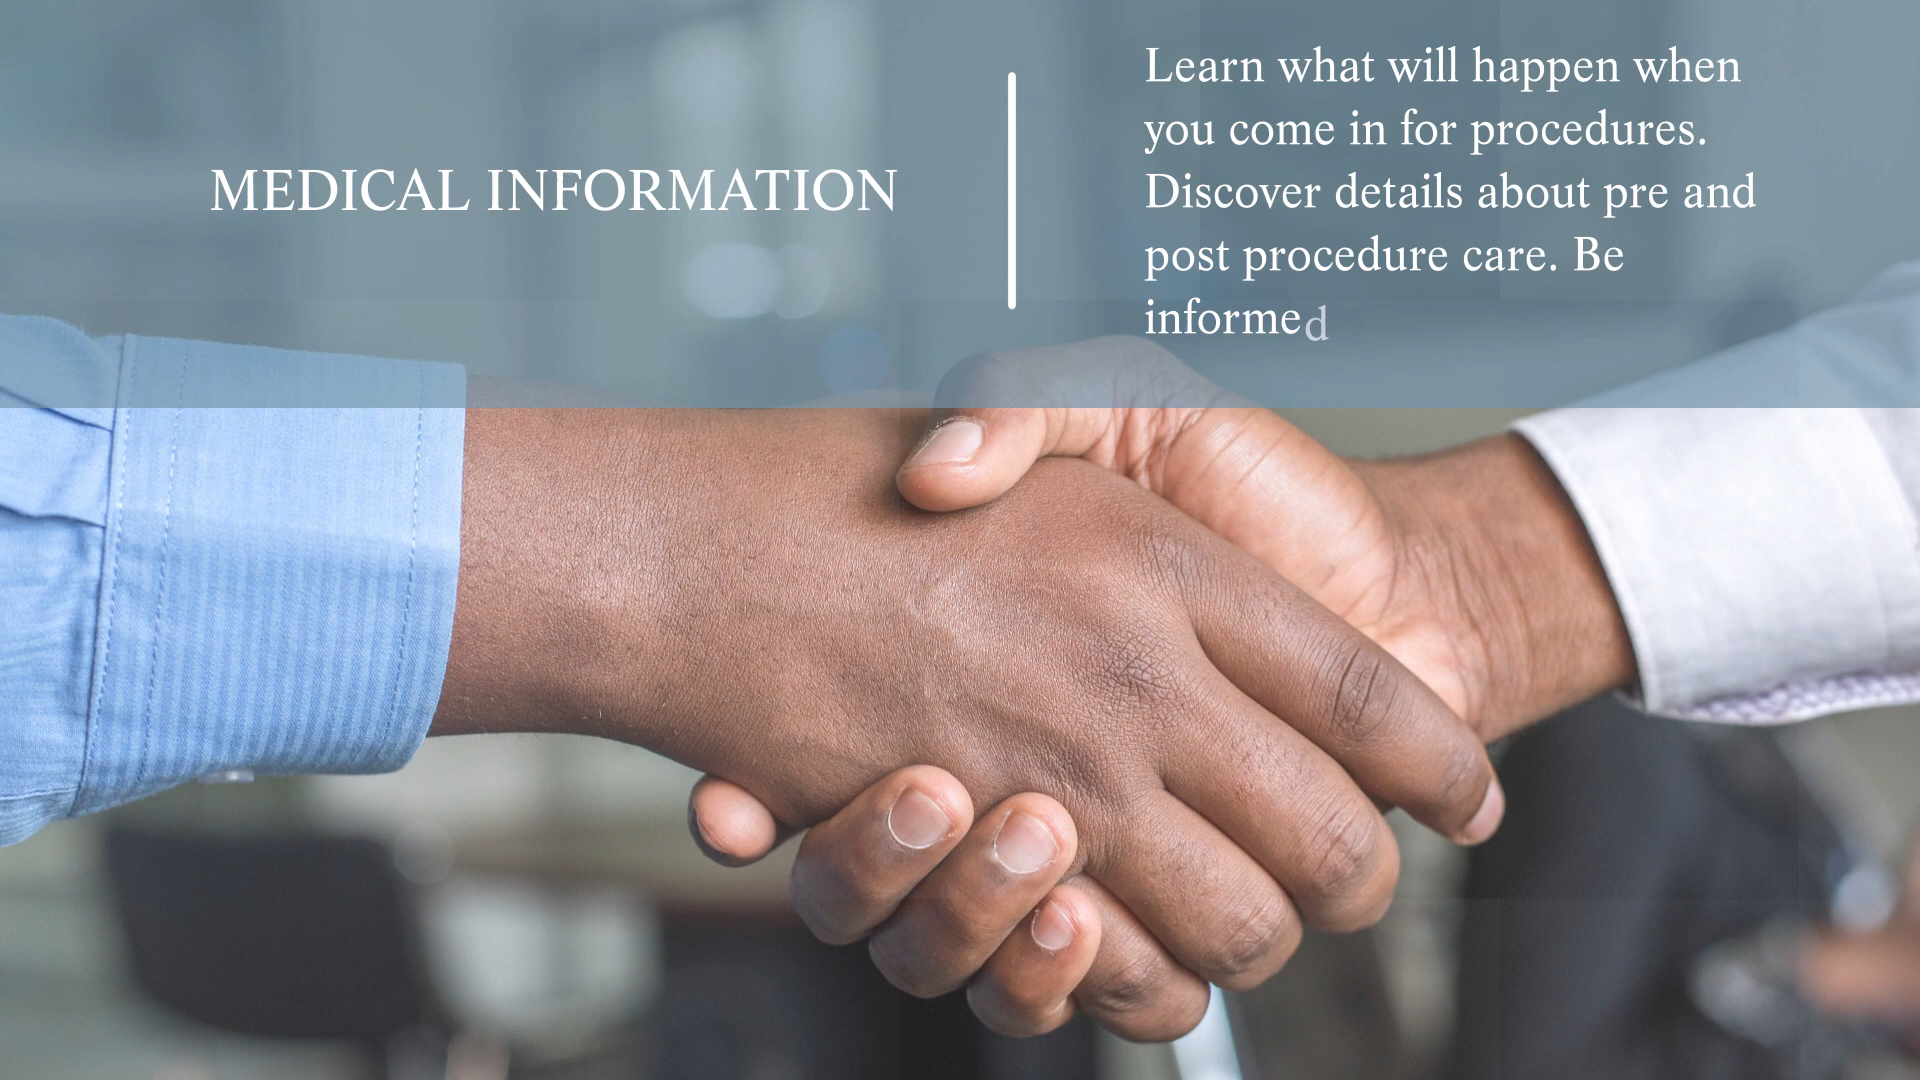 MEDICAL INFORMATION
Learn what will happen when
you come in for procedures.
Discover details about pre and
post procedure care. Be
informed